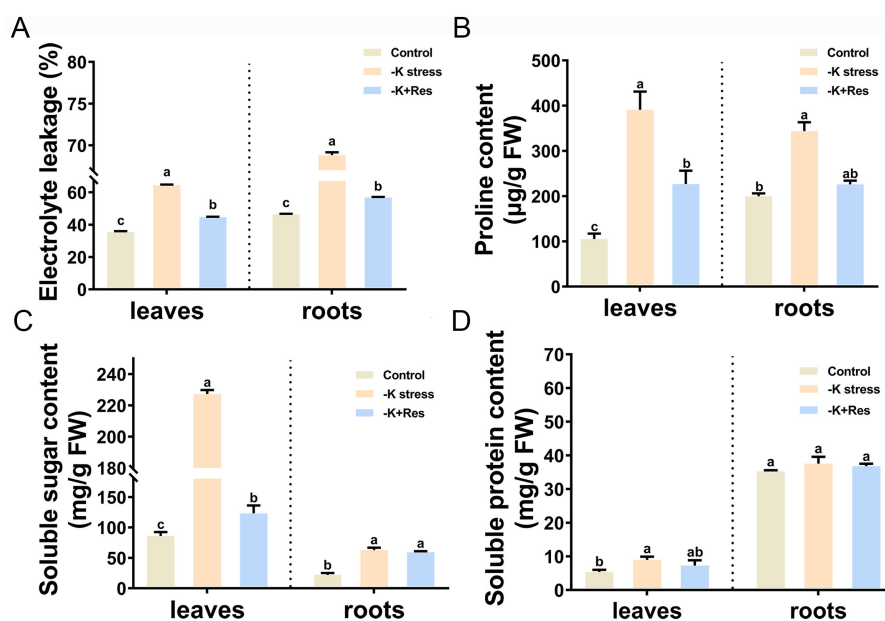 A
Electrolyte leakage (%)
80
75
70
65
60
40
20
0
Control
-K stress
-K+Res
c
a
b
c
a
b
leaves
roots
B
Proline content
(μg/g FW)
500
400
300
200
100
0
Control
-K stress
-K+Res
c
a
b
b
a
ab
leaves
roots
C
Soluble sugar content
(mg/g FW)
240
220
200
180
150
100
50
0
Control
-K stress
-K+Res
c
a
b
b
a
a
leaves
roots
D
Soluble protein content
(mg/g FW)
70
60
50
40
30
20
10
0
Control
-K stress
-K+Res
b
a
ab
a
a
a
leaves
roots